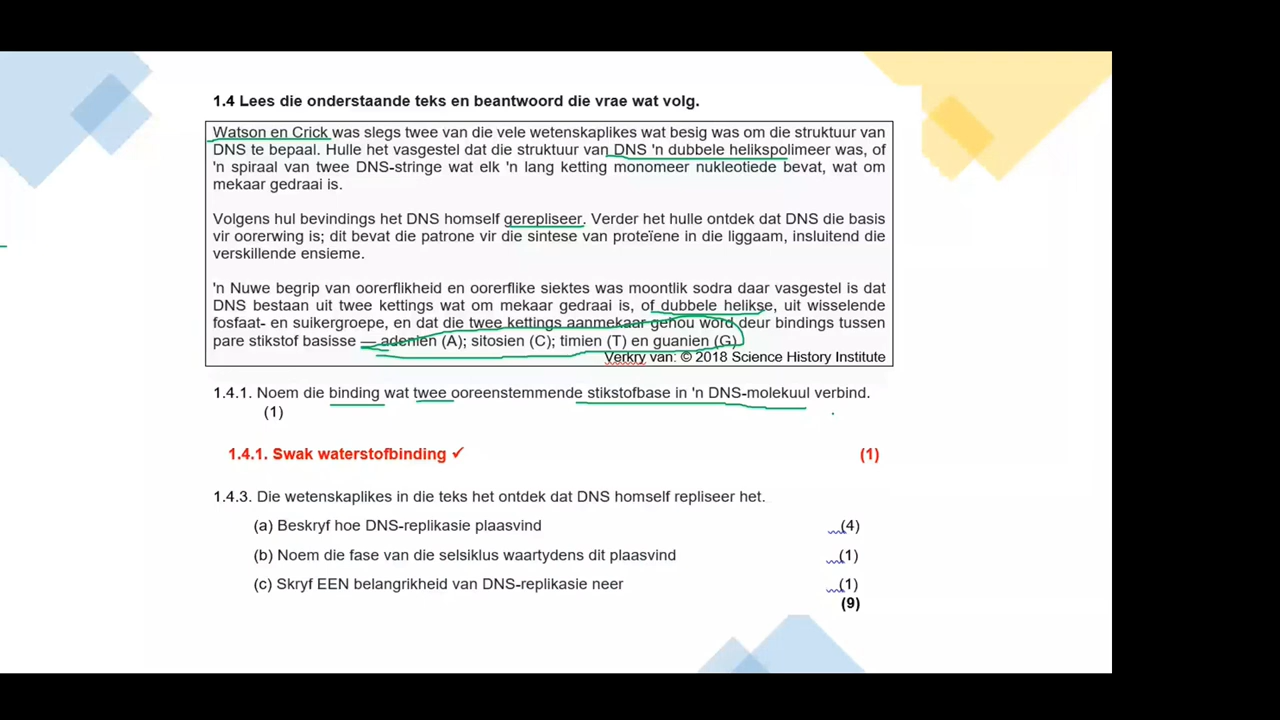 1.4 Lees die onderstaande teks en beantwoord die vrae wat volg.
Watson en Crick was slegs twee van die vele wetenskaplikes wat besig was om die struktuur van
DNS te bepaal. Hulle het vasgestel dat die struktuur van DNS 'n dubbele helikspolimeer was, of
'n spiraal van twee DNS-stringe wat elk 'n lang ketting monomeer nukleotiede bevat, wat om
mekaar gedraai is.
Volgens hul bevindings het DNS homself gerepliseer. Verder het hulle ontdek dat DNS die basis
vir oorerwing is; dit bevat die patrone vir die sintese van proteïene in die liggaam, insluitend die
verskillende ensieme.
'n Nuwe begrip van oorerflikheid en oorerflike siektes was moontlik sodra daar vasgestel is dat
DNS bestaan uit twee kettings wat om mekaar gedraai is, of dubbele helikse, uit wisselende
fosfaat- en suikergroepe, en dat die twee kettings aanmekaar gehou word deur bindings tussen
pare stikstof basisse — adenien (A); sitosien (C); timien (T) en guanien (G)
Verkry van: © 2018 Science History Institute
1.4.1. Noem die binding wat twee ooreenstemmende stikstofbase in 'n DNS-molekuul verbind.
(1)
1.4.1. Swak waterstofbinding ✓ (1)
1.4.3. Die wetenskaplikes in die teks het ontdek dat DNS homself repliseer het.
(a) Beskryf hoe DNS-replikasie plaasvind (4)
(b) Noem die fase van die selsiklus waartydens dit plaasvind (1)
(c) Skryf EEN belangrikheid van DNS-replikasie neer (1)
(9)